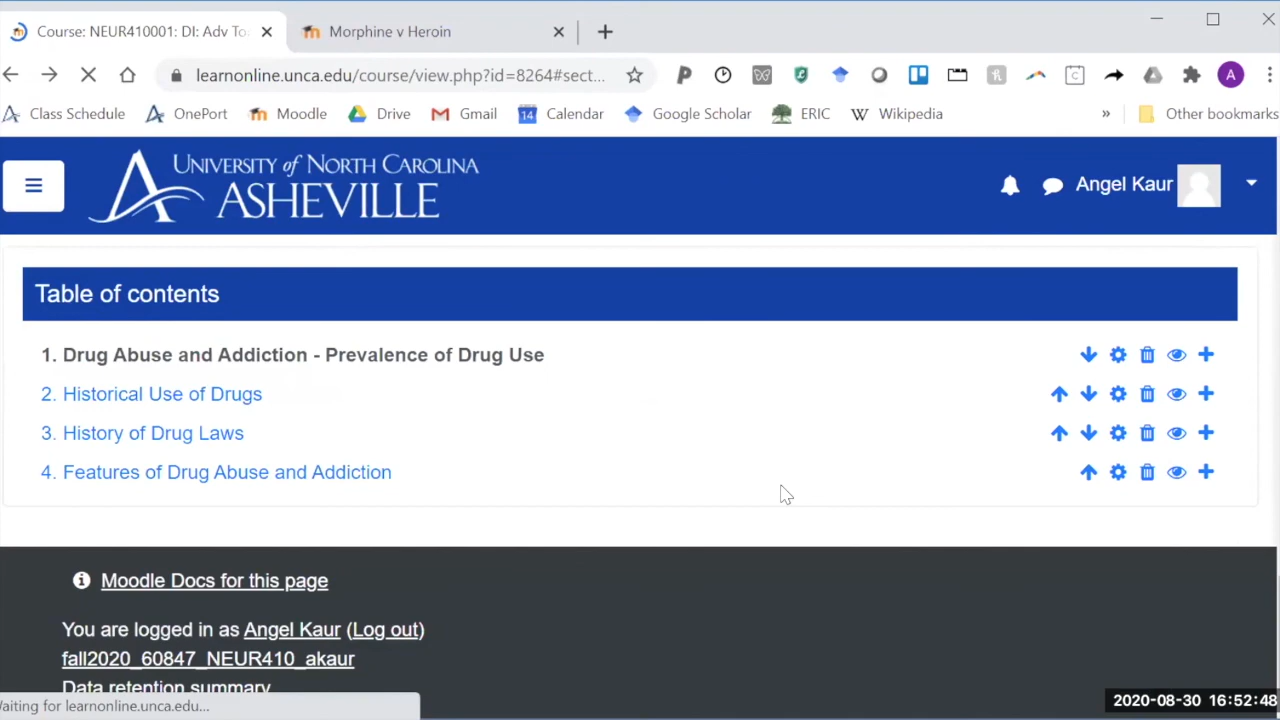 Course: NEUR410001: DI: Adv To
Morphine v Heroin
learnonline.unca.edu/course/view.php?id=8264#sect...
A
Class Schedule
OnePort
Moodle
Drive
Gmail
14
Calendar
Google Scholar
ERIC
W
Wikipedia
»
Other bookmarks
UNIVERSITY of NORTH CAROLINA
ASHEVILLE
Angel Kaur
Table of contents
1. Drug Abuse and Addiction - Prevalence of Drug Use
2. Historical Use of Drugs
3. History of Drug Laws
4. Features of Drug Abuse and Addiction
Moodle Docs for this page
You are logged in as Angel Kaur (Log out)
fall2020_60847_NEUR410_akaur
Data retention summary
Waiting for learnonline.unca.edu...
2020-08-30 16:52:48